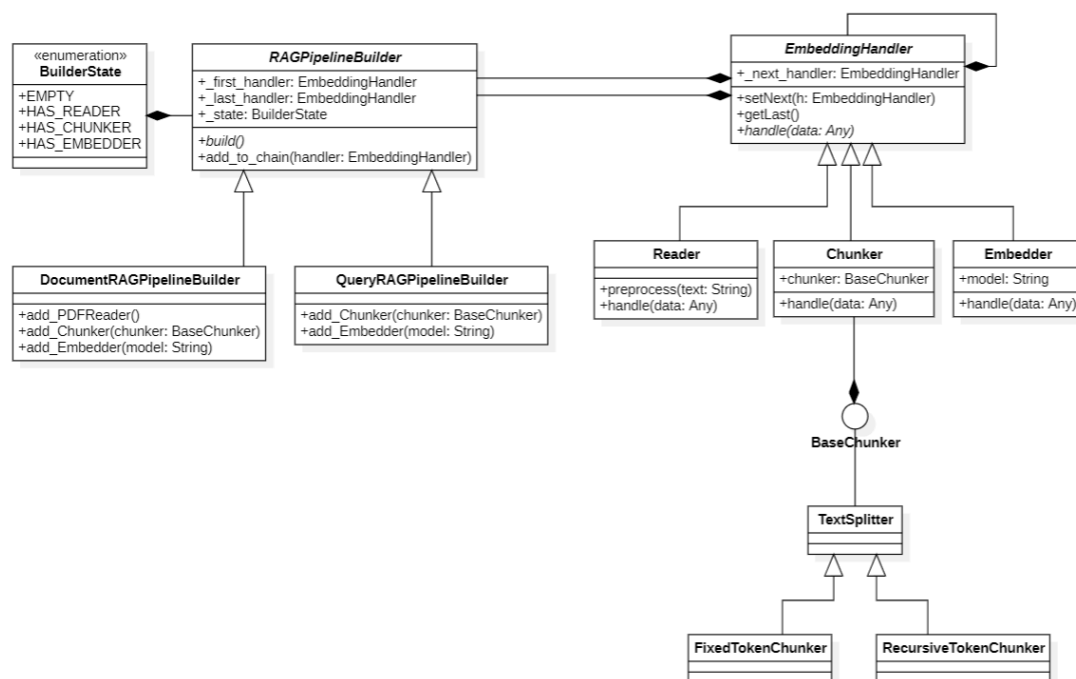 «enumeration»
BuilderState
+EMPTY
+HAS_READER
+HAS_CHUNKER
+HAS_EMBEDDER
RAGPipelineBuilder
+_first_handler: EmbeddingHandler
+_last_handler: EmbeddingHandler
+_state: BuilderState
+build()
+add_to_chain(handler: EmbeddingHandler)
EmbeddingHandler
+_next_handler: EmbeddingHandler
+setNext(h: EmbeddingHandler)
+getLast()
+handle(data: Any)
DocumentRAGPipelineBuilder
+add_PDFReader()
+add_Chunker(chunker: BaseChunker)
+add_Embedder(model: String)
QueryRAGPipelineBuilder
+add_Chunker(chunker: BaseChunker)
+add_Embedder(model: String)
Reader
+preprocess(text: String)
+handle(data: Any)
Chunker
+chunker: BaseChunker
+handle(data: Any)
Embedder
+model: String
+handle(data: Any)
BaseChunker
TextSplitter
FixedTokenChunker
RecursiveTokenChunker